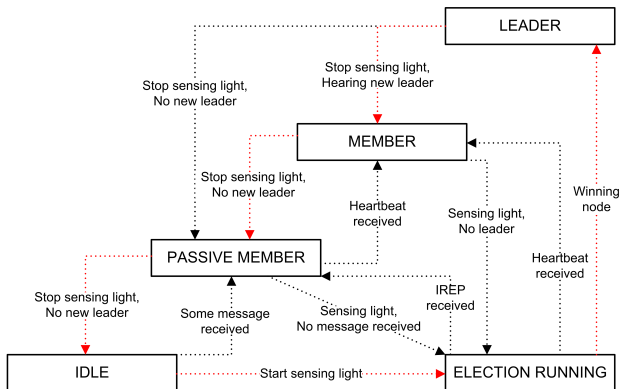 LEADER
Stop sensing light,
Hearing new leader
Stop sensing light,
No new leader
MEMBER
Stop sensing light,
No new leader
Heartbeat
received
Sensing light,
No leader
Winning
node
Heartbeat
received
PASSIVE MEMBER
IREP
received
Stop sensing light,
No new leader
Some message
received
Sensing light,
No message received
IDLE
Start sensing light
ELECTION RUNNING